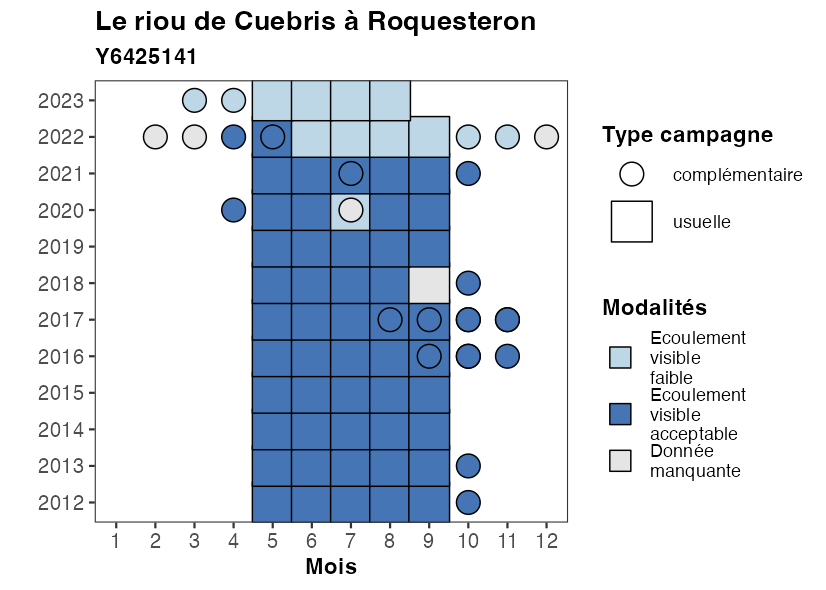 Le riou de Cuebris à Roquesteron
Y6425141
2023
2022
2021
2020
2019
2018
2017
2016
2015
2014
2013
2012
1 2 3 4 5 6 7 8 9 10 11 12
Mois
Type campagne
complémentaire
usuelle
Modalités
Ecoulement
visible
faible
Ecoulement
visible
acceptable
Donnée
manquante